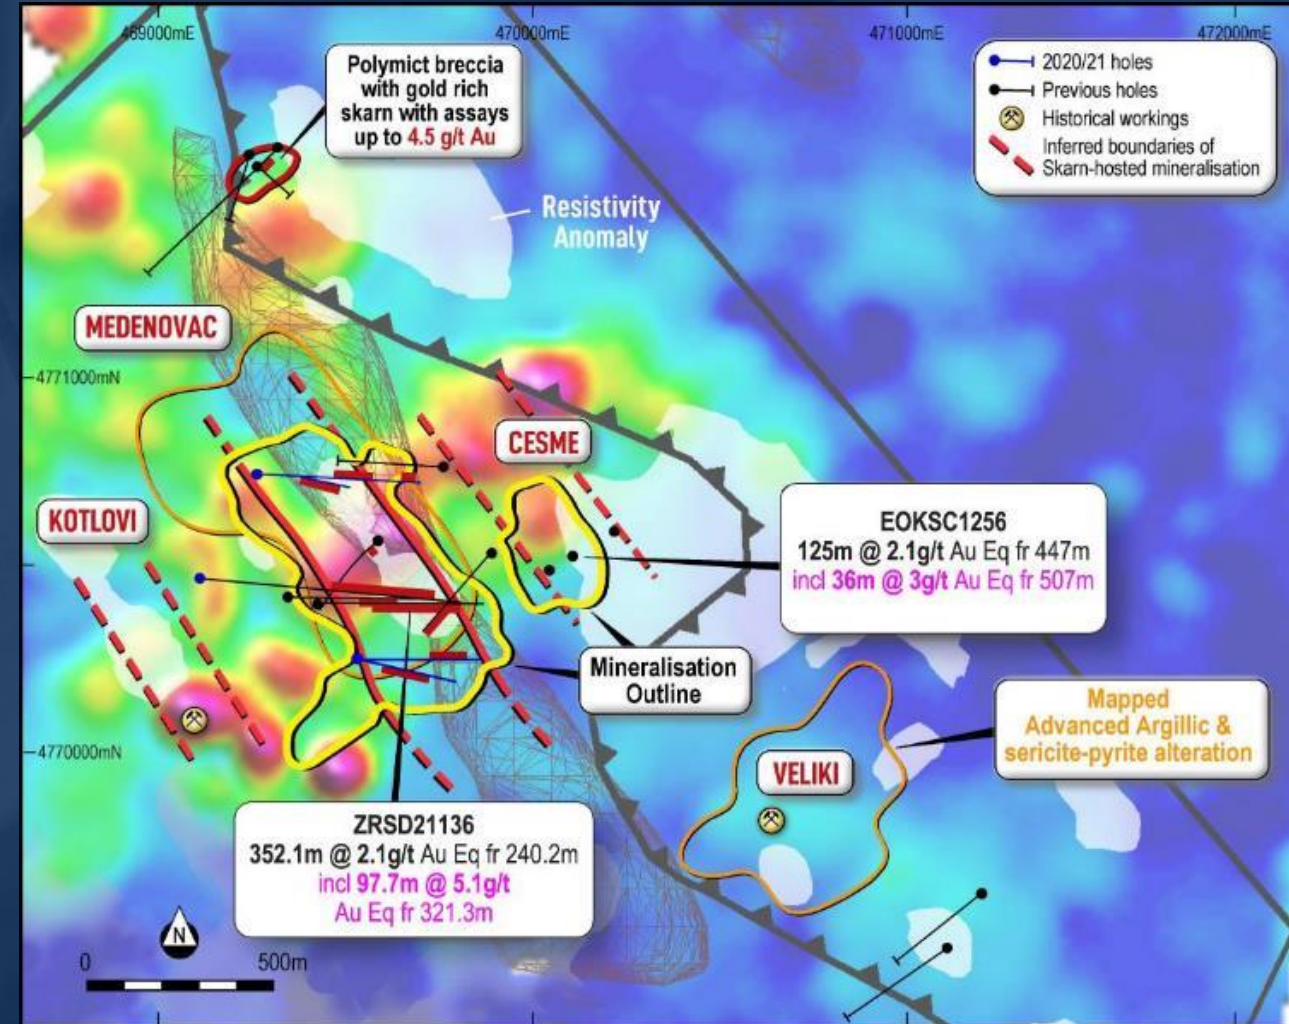 469000mE
470000mE
471000mE
472000mE
Polymict breccia
with gold rich
skarn with assays
up to 4.5 g/t Au
2020/21 holes
Previous holes
Historical workings
Inferred boundaries of
Skarn-hosted mineralisation
Resistivity
Anomaly
MEDENOVAC
4771000mN
CESME
KOTLOVI
EOKSC1256
125m @ 2.1g/t Au Eq fr 447m
incl 36m @ 3g/t Au Eq fr 507m
Mineralisation
Outline
Mapped
Advanced Argillic &
sericite-pyrite alteration
4770000mN
VELIKI
ZRSD21136
352.1m @ 2.1g/t Au Eq fr 240.2m
incl 97.7m @ 5.1g/t
Au Eq fr 321.3m
N
0 500m